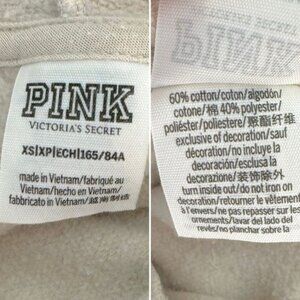 PINK
VICTORIA'S SECRET
XS|XP|ECH|165/84A
made in Vietnam/fabriqué au
Vietnam/hecho en Vietnam/
fabbricato in Vietnam/越南制造
60% cotton/coton/algodón/
cotone/棉 40% polyester/
poliéster/poliestere/聚酯纤维
exclusive of decoration/sauf
décoration/no incluye la
decoración/esclusa la
decorazione/装饰除外
turn inside out/do not iron on
decoration/retourner le vêtement
à l'envers/ne pas repasser sur les
ornements/lavar del lado del
revés/no planchar sobre la